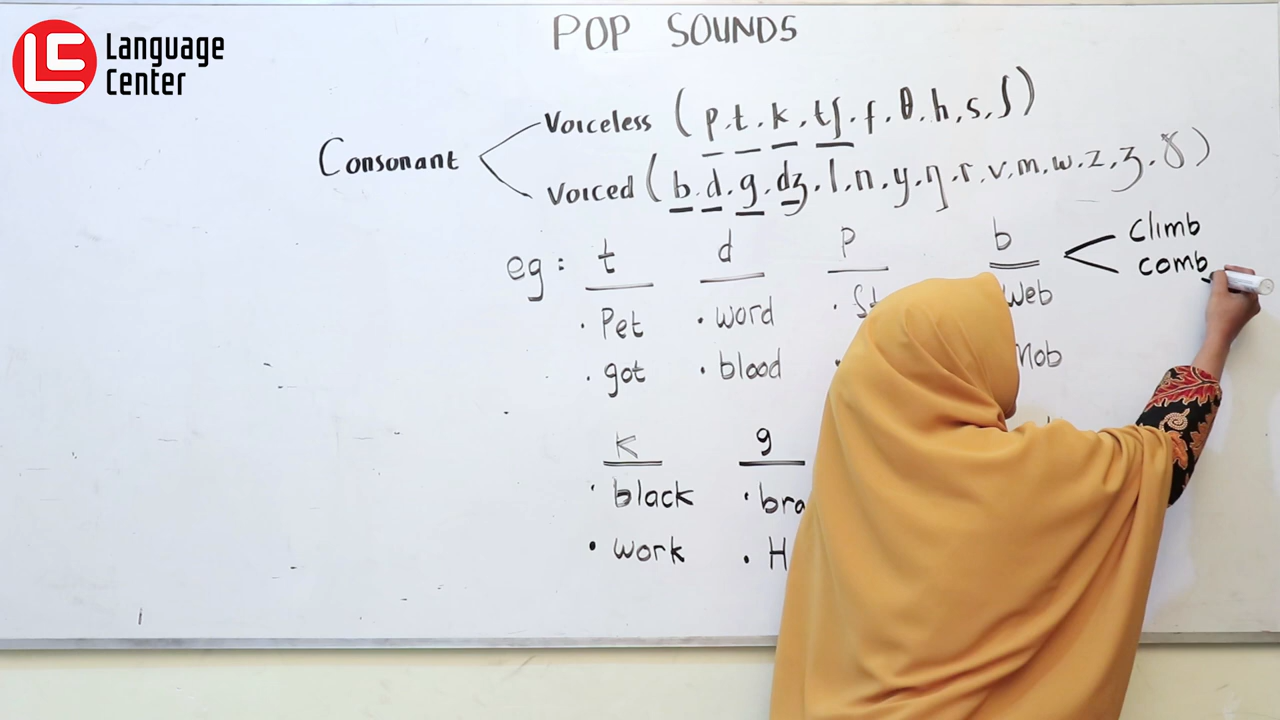 Language
Center
POP SOUNDS
Consonant
Voiceless (p, t, k, tʃ, f, θ, h, s, ʃ)
Voiced (b, d, g, dʒ, l, n, y, ŋ, r, v, m, w, z, ʒ, ɣ)
eg : t d p b
climb
comb
. Pet . word Web
. got . blood Mob
k g
. black
. work